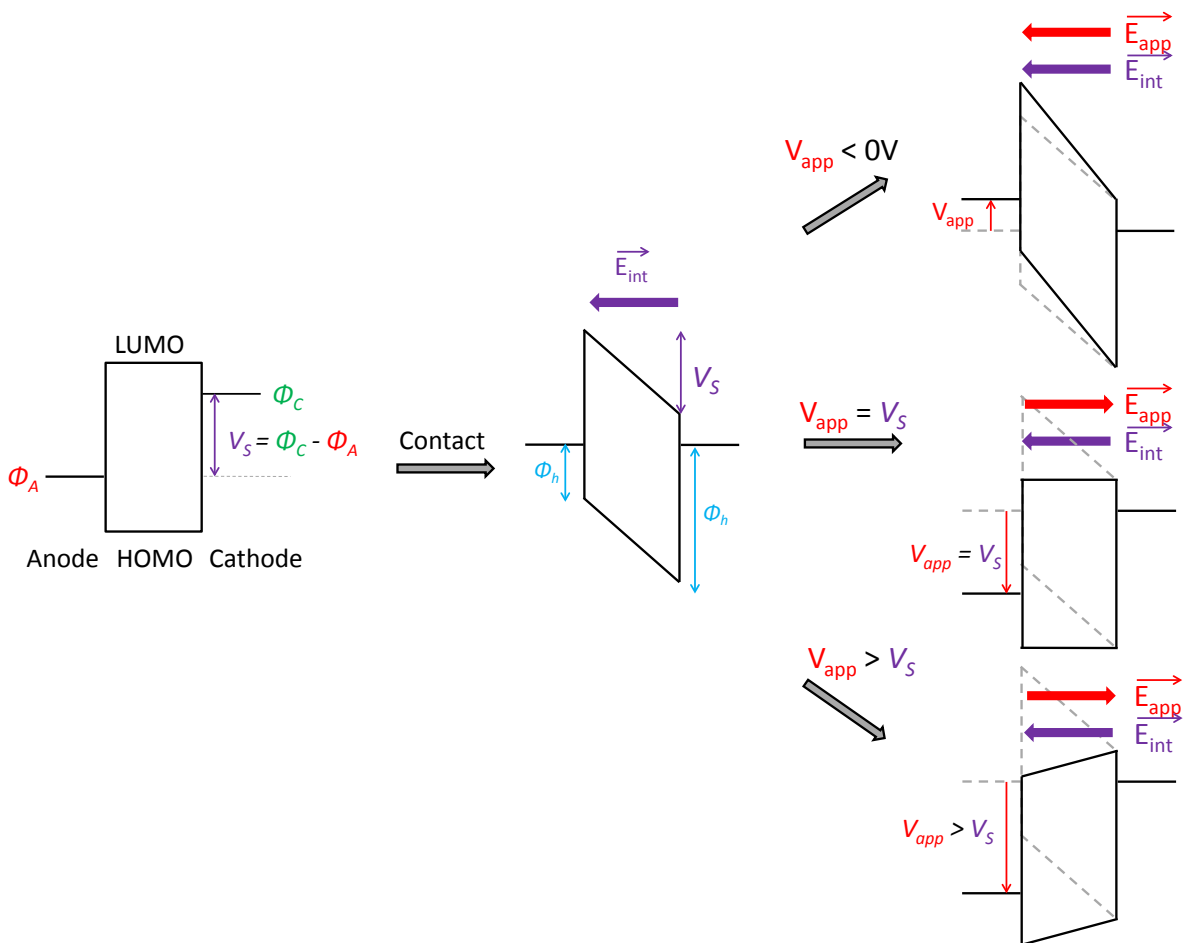 LUMO
Φ_C
V_S = Φ_C - Φ_A
Φ_A
Anode HOMO Cathode
Contact
E_int
V_S
Φ_h
Φ_h
V_app < 0V
E_app
E_int
V_app
V_app = V_S
E_app
E_int
V_app = V_S
V_app > V_S
E_app
E_int
V_app > V_S